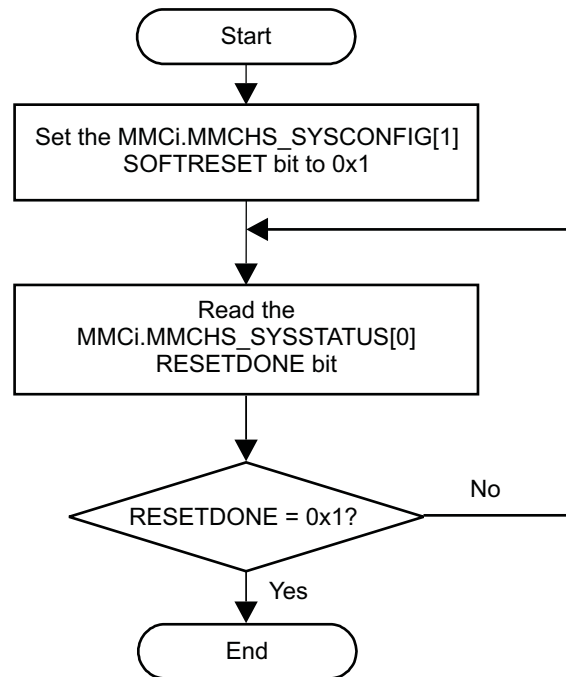 Start
Set the MMCi.MMCHS_SYSCONFIG[1]
SOFTRESET bit to 0x1
Read the
MMCi.MMCHS_SYSSTATUS[0]
RESETDONE bit
RESETDONE = 0x1?
No
Yes
End